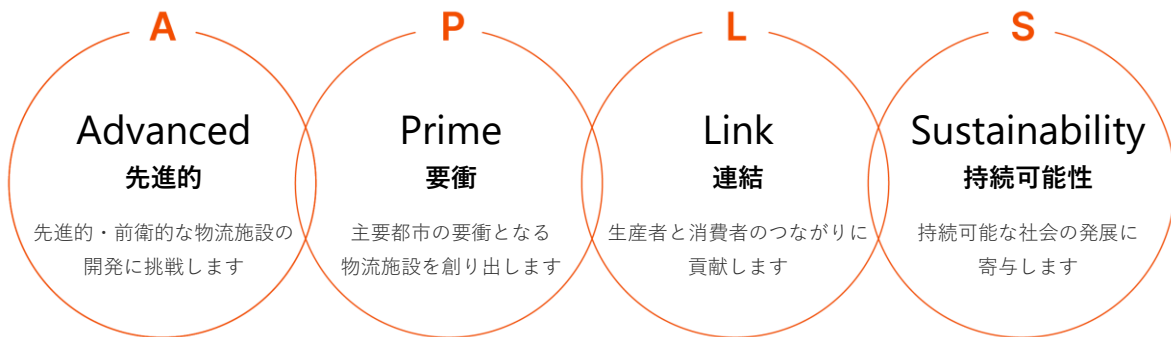 A
Advanced
先進的
先進的・前衛的な物流施設の
開発に挑戦します
P
Prime
要衝
主要都市の要衝となる
物流施設を創り出します
L
Link
連結
生産者と消費者のつながりに
貢献します
S
Sustainability
持続可能性
持続可能な社会の発展に
寄与します